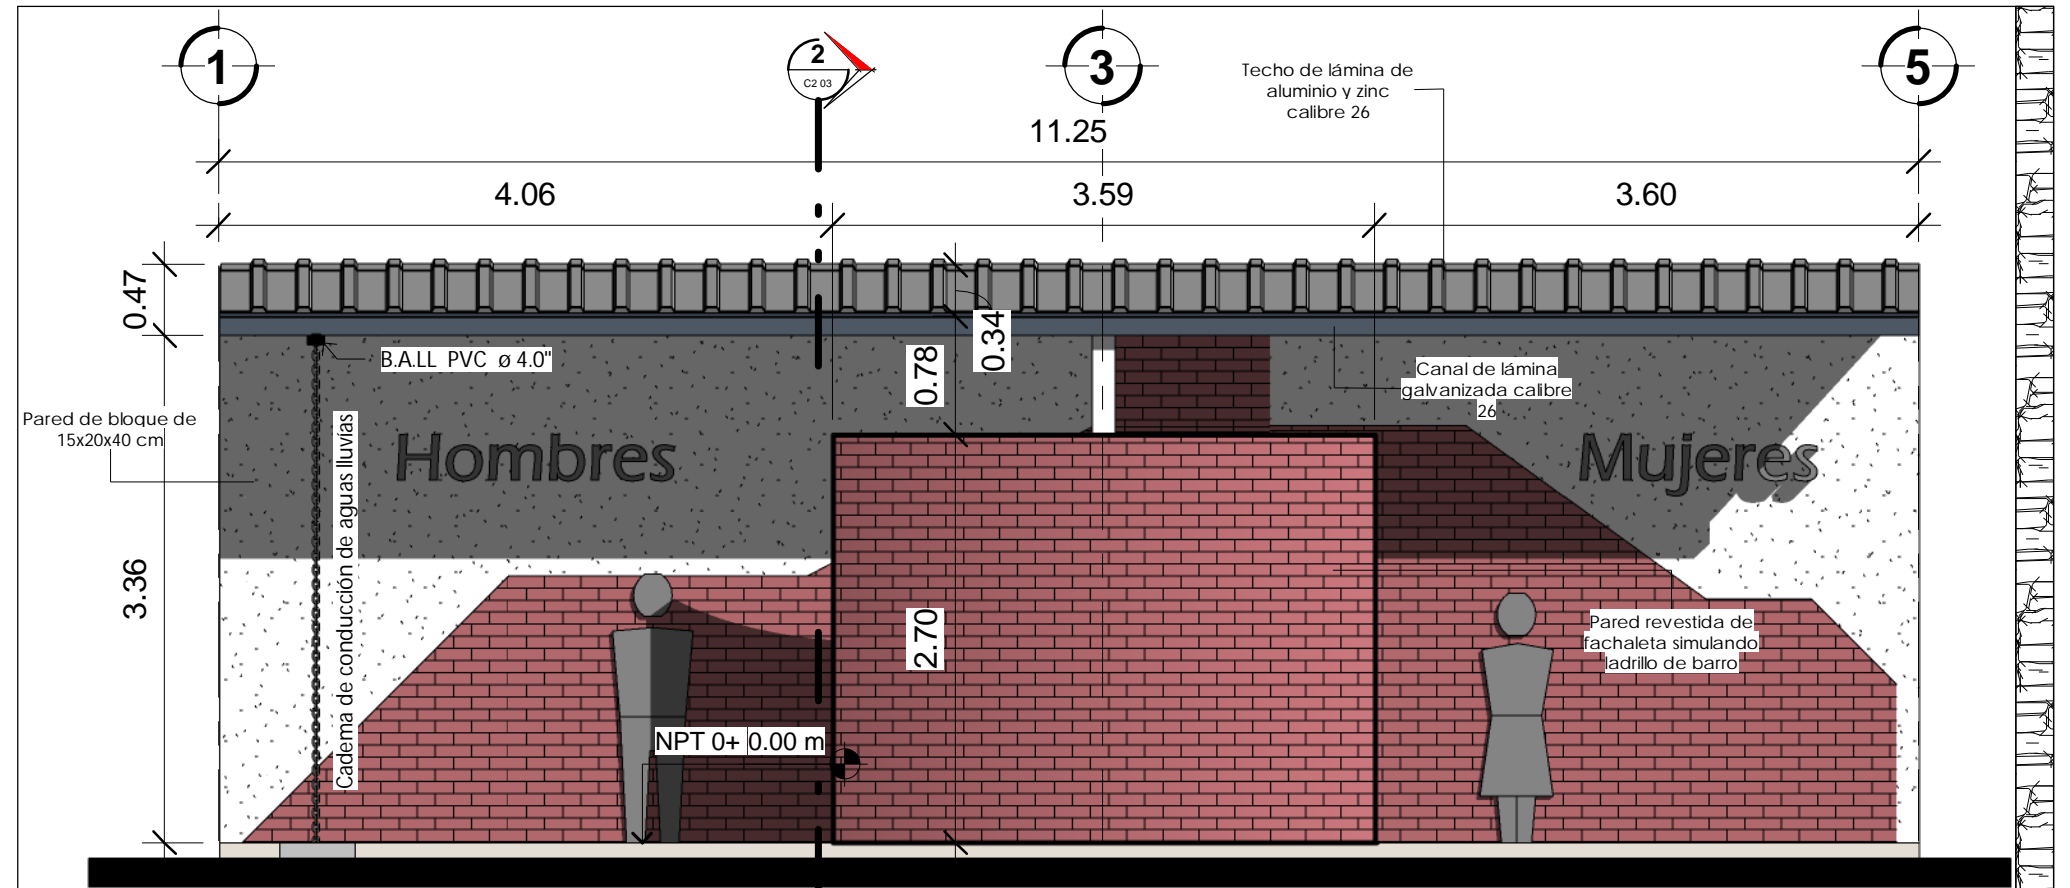 1
2
C2 03
3
5
Techo de lámina de
aluminio y zinc
calibre 26
11.25
4.06
3.59
3.60
0.47
0.34
0.78
B.A.LL PVC ø 4.0"
Canal de lámina
galvanizada calibre
26
Pared de bloque de
15x20x40 cm
Hombres
Mujeres
Cadema de conducción de aguas lluvias
3.36
2.70
Pared revestida de
fachaleta simulando
ladrillo de barro
NPT 0+ 0.00 m